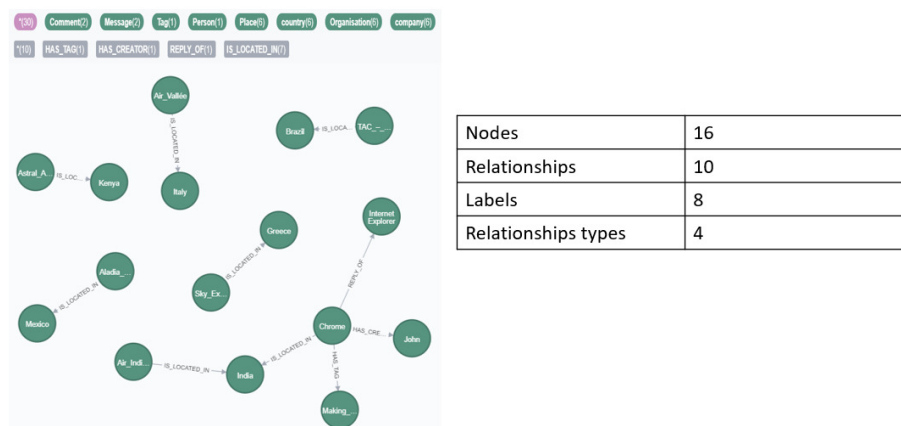 *(30) Comment(2) Message(2) Tag(1) Person(1) Place(6) country(6) Organisation(6) company(6)
*(10) HAS_TAG(1) HAS_CREATOR(1) REPLY_OF(1) IS_LOCATED_IN(7)
Air_Vallée
IS_LOCATED_IN
Italy
Brazil
IS_LOCA...
TAC_–_...
Astral_A...
IS_LOC...
Kenya
Internet
Explorer
Greece
IS_LOCATED_IN
Sky_Ex...
REPLY_OF
Aladia_...
IS_LOCATED_IN
Mexico
Chrome
HAS_CRE...
John
Air_Indi...
IS_LOCATED_IN
India
IS_LOCATED_IN
HAS_TAG
Making_...
Nodes 16
Relationships 10
Labels 8
Relationships types 4